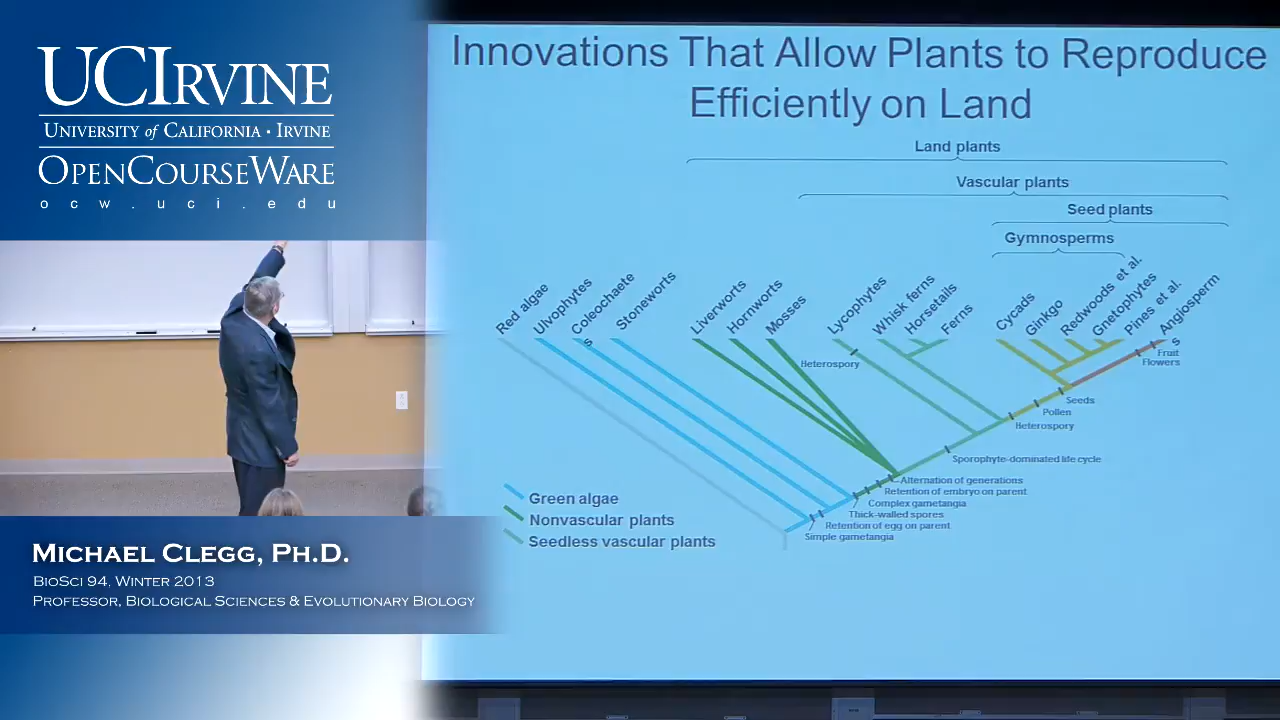 UCIRVINE
UNIVERSITY of CALIFORNIA • IRVINE
OPENCOURSEWARE
ocw.uci.edu
MICHAEL CLEGG, PH.D.
BIOSCI 94, WINTER 2013
PROFESSOR, BIOLOGICAL SCIENCES & EVOLUTIONARY BIOLOGY
Innovations That Allow Plants to Reproduce
Efficiently on Land
Land plants
Vascular plants
Seed plants
Gymnosperms
Red algae
Ulvophytes
Coleochaete
s
Stoneworts
Liverworts
Hornworts
Mosses
Lycophytes
Whisk ferns
Horsetails
Ferns
Cycads
Ginkgo
Redwoods et al.
Gnetophytes
Pines et al.
Angiosperm
s
Fruit
Flowers
Heterospory
Seeds
Pollen
Heterospory
Sporophyte-dominated life cycle
Alternation of generations
Retention of embryo on parent
Complex gametangia
Thick-walled spores
Retention of egg on parent
Simple gametangia
Green algae
Nonvascular plants
Seedless vascular plants